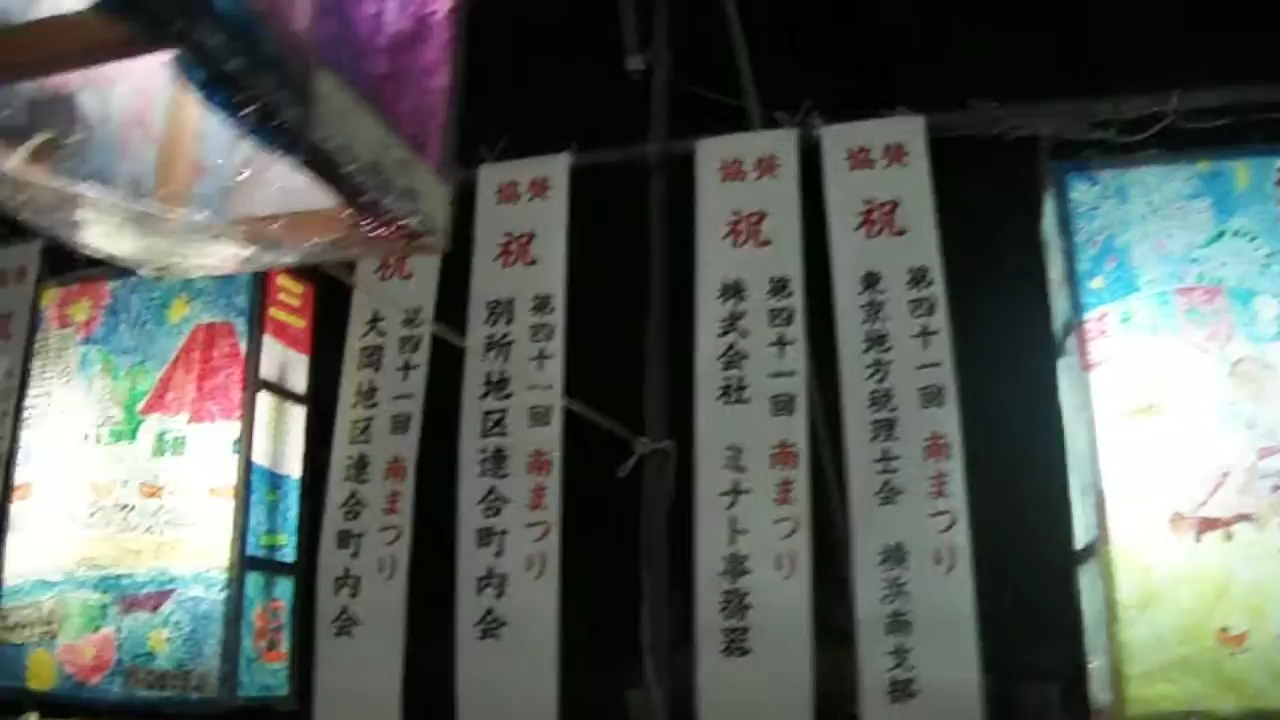 協賛
祝
第四十一回 南まつり
東京地方税理士会 横浜南支部
協賛
祝
第四十一回 南まつり
株式会社 ミナト事務器
協賛
祝
第四十一回 南まつり
別所地区連合町内会
祝
第四十一回 南まつり
大岡地区連合町内会